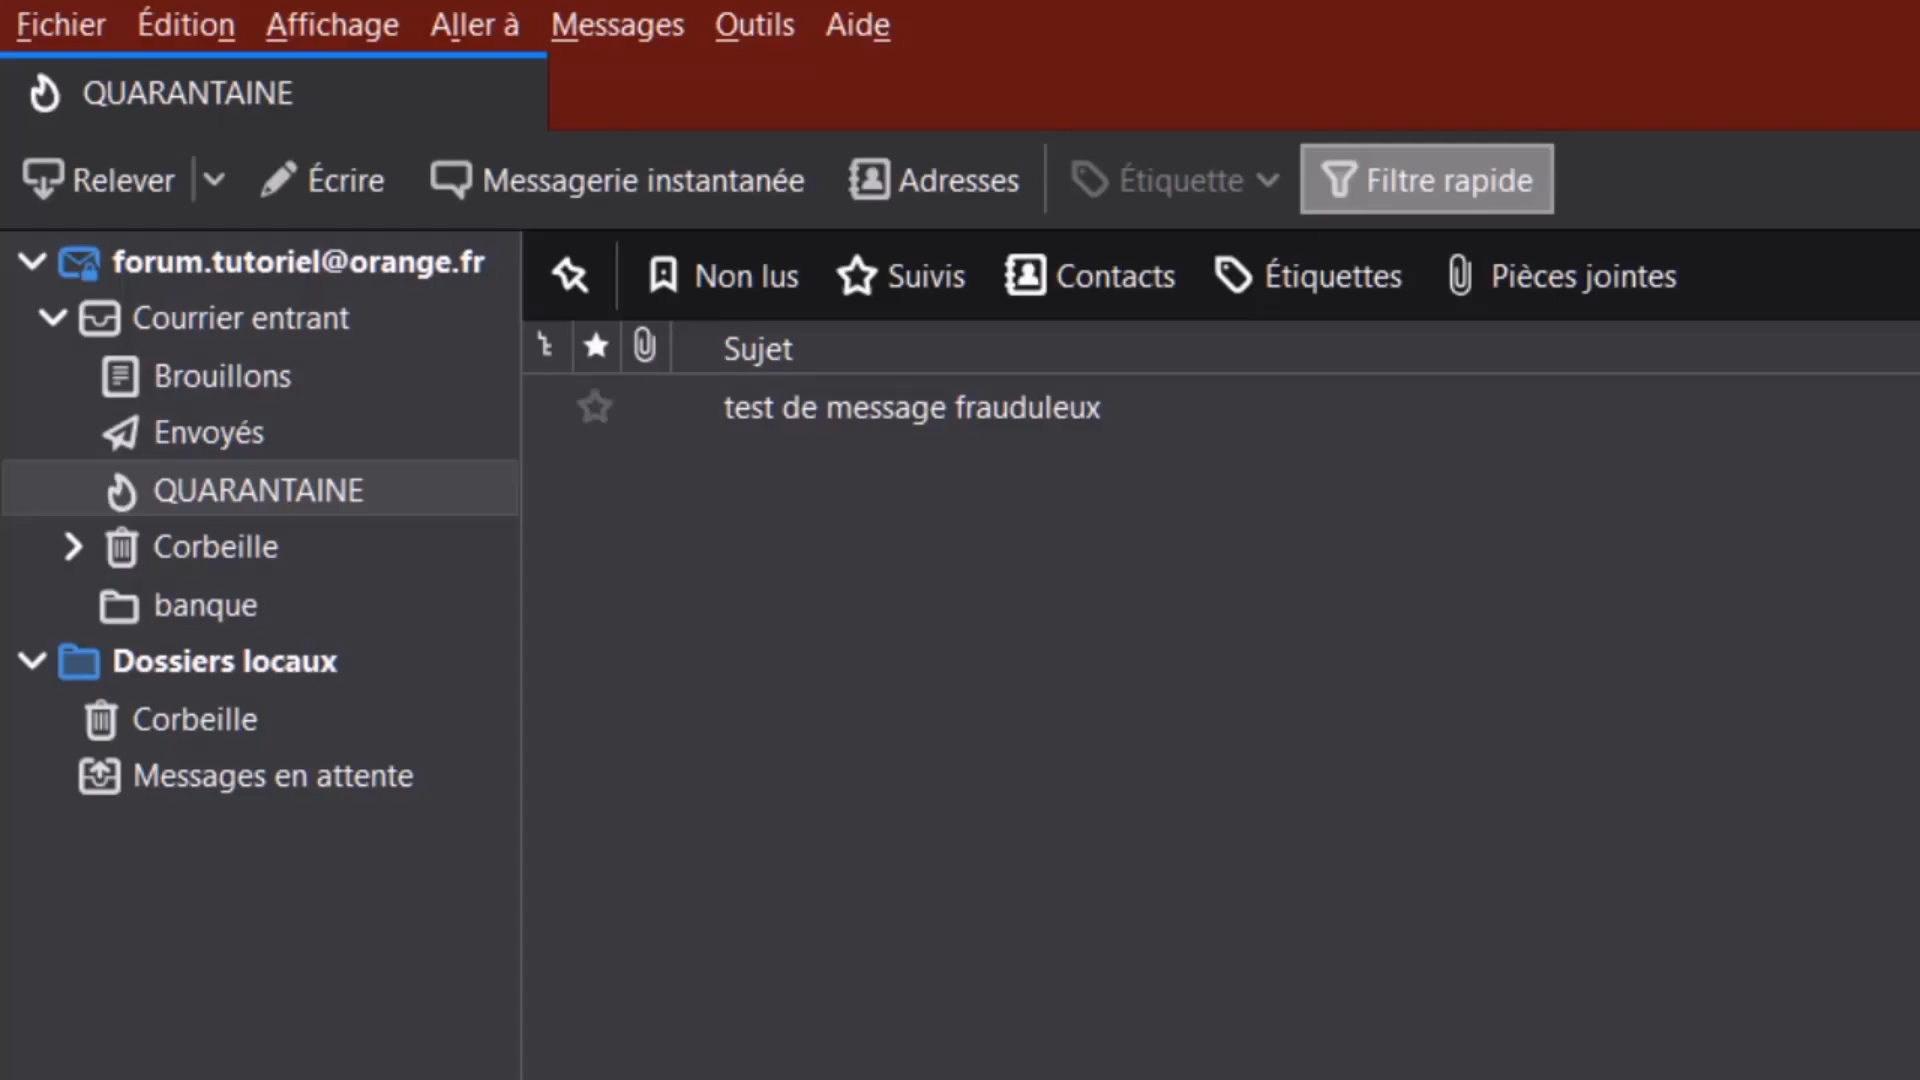 Fichier Édition Affichage Aller à Messages Outils Aide
QUARANTAINE
Relever Écrire Messagerie instantanée Adresses Étiquette Filtre rapide
forum.tutoriel@orange.fr
Non lus Suivis Contacts Étiquettes Pièces jointes
Courrier entrant
Sujet
Brouillons
test de message frauduleux
Envoyés
QUARANTAINE
Corbeille
banque
Dossiers locaux
Corbeille
Messages en attente